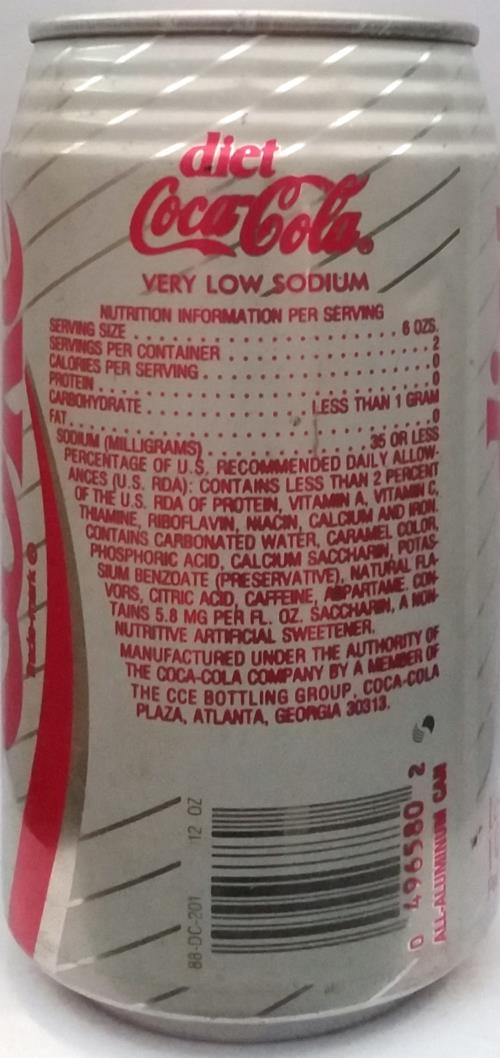 diet
Coca-Cola®
VERY LOW SODIUM
NUTRITION INFORMATION PER SERVING
SERVING SIZE . . . . . . . . . . . . . . . . . . . . . . . . . 6 OZS.
SERVINGS PER CONTAINER . . . . . . . . . . . . . . . . 2
CALORIES PER SERVING . . . . . . . . . . . . . . . . . . 0
PROTEIN . . . . . . . . . . . . . . . . . . . . . . . . . . . . . 0
CARBOHYDRATE . . . . . . . . . . . . . . LESS THAN 1 GRAM
FAT . . . . . . . . . . . . . . . . . . . . . . . . . . . . . . . . 0
SODIUM (MILLIGRAMS) . . . . . . . . . . . . . . 35 OR LESS
PERCENTAGE OF U.S. RECOMMENDED DAILY ALLOW-
ANCES (U.S. RDA): CONTAINS LESS THAN 2 PERCENT
OF THE U.S. RDA OF PROTEIN, VITAMIN A, VITAMIN C,
THIAMINE, RIBOFLAVIN, NIACIN, CALCIUM AND IRON.
CONTAINS CARBONATED WATER, CARAMEL COLOR,
PHOSPHORIC ACID, CALCIUM SACCHARIN, POTAS-
SIUM BENZOATE (PRESERVATIVE), NATURAL FLA-
VORS, CITRIC ACID, CAFFEINE, ASPARTAME. CON-
TAINS 5.8 MG PER FL. OZ. SACCHARIN, A NON-
NUTRITIVE ARTIFICIAL SWEETENER.
MANUFACTURED UNDER THE AUTHORITY OF
THE COCA-COLA COMPANY BY A MEMBER OF
THE CCE BOTTLING GROUP, COCA-COLA
PLAZA, ATLANTA, GEORGIA 30313.
Trade-mark ®
88-DC-201 12 OZ
0 496580 2
ALL-ALUMINUM CAN